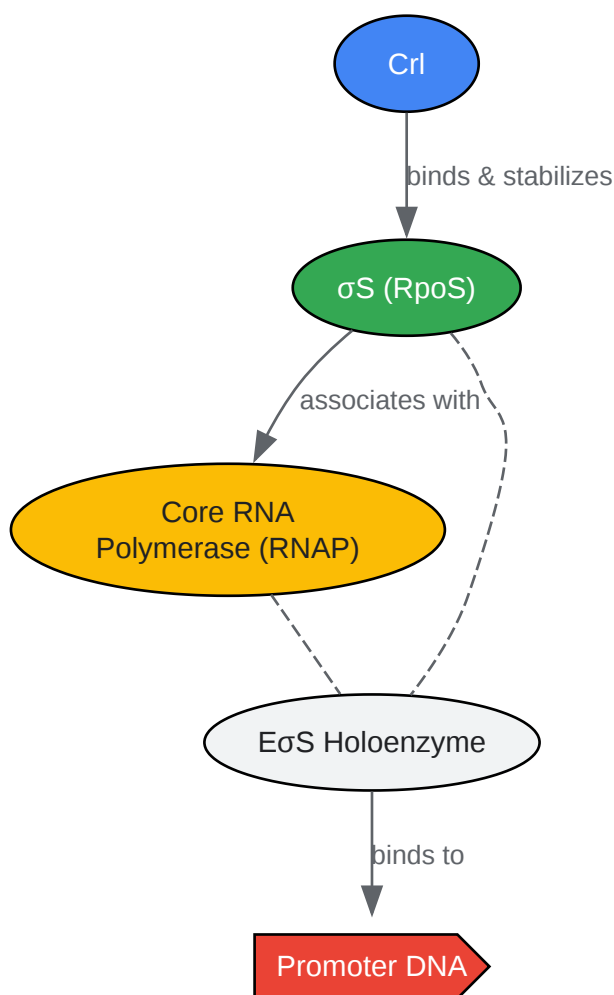 Crl
binds & stabilizes
σS (RpoS)
associates with
Core RNA
Polymerase (RNAP)
EσS Holoenzyme
binds to
Promoter DNA